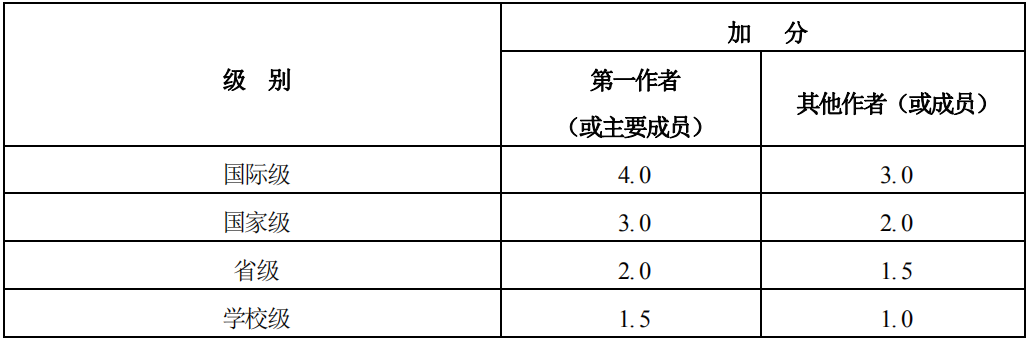 加 分
级 别
第一作者
（或主要成员）
其他作者（或成员）
国际级 4.0 3.0
国家级 3.0 2.0
省级 2.0 1.5
学校级 1.5 1.0